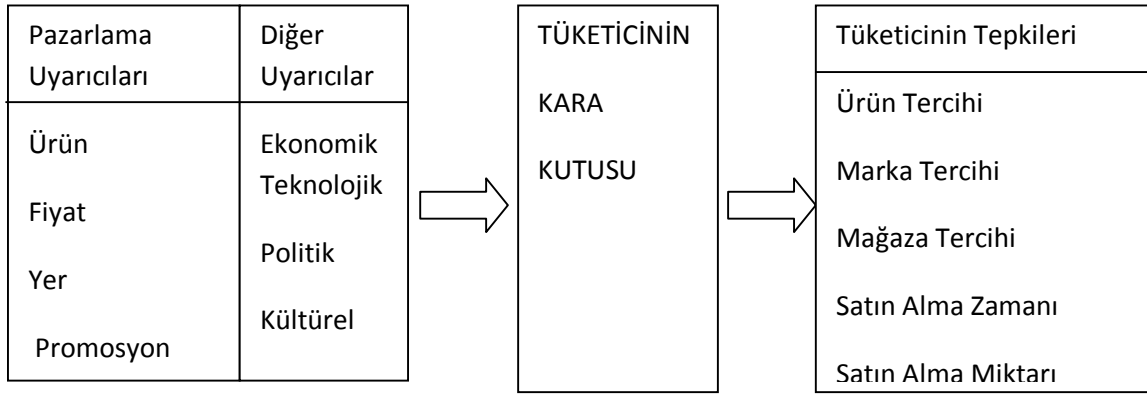 Pazarlama
Uyarıcıları
Diğer
Uyarıcılar
Ürün
Fiyat
Yer
Promosyon
Ekonomik
Teknolojik
Politik
Kültürel
TÜKETİCİNİN
KARA
KUTUSU
Tüketicinin Tepkileri
Ürün Tercihi
Marka Tercihi
Mağaza Tercihi
Satın Alma Zamanı
Satın Alma Miktarı